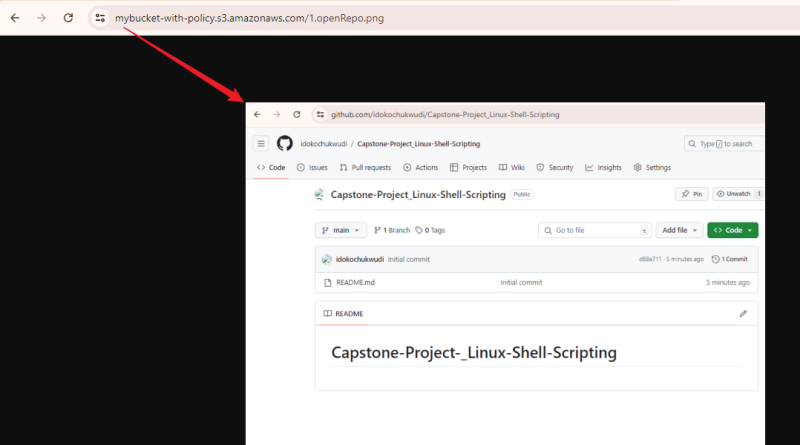 mybucket-with-policy.s3.amazonaws.com/1.openRepo.png
github.com/idokochukwudi/Capstone-Project_Linux-Shell-Scripting
idokochukwudi / Capstone-Project_Linux-Shell-Scripting
Type / to search
Code Issues Pull requests Actions Projects Wiki Security Insights Settings
Capstone-Project_Linux-Shell-Scripting Public Pin Unwatch 1
main 1 Branch 0 Tags Go to file t Add file Code
idokochukwudi Initial commit d88a711 · 5 minutes ago 1 Commit
README.md Initial commit 5 minutes ago
README
Capstone-Project-_Linux-Shell-Scripting